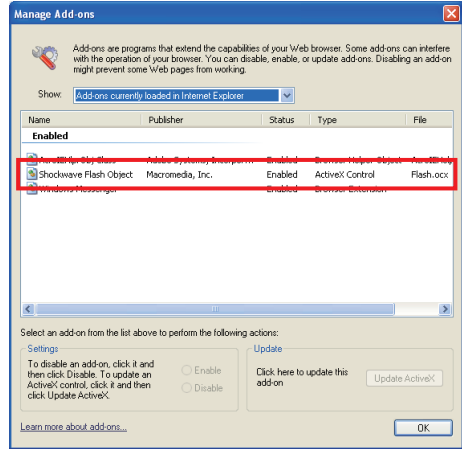 Manage Add-ons
Add-ons are programs that extend the capabilities of your Web browser. Some add-ons can interfere
with the operation of your browser. You can disable, enable, or update add-ons. Disabling an add-on
might prevent some Web pages from working.
Show: Add-ons currently loaded in Internet Explorer
Name Publisher Status Type File
Enabled
AcroIEHlpr Obj Class Adobe Systems, Incorpor... Enabled Browser Helper Object AcroIEHelp
Shockwave Flash Object Macromedia, Inc. Enabled ActiveX Control Flash.ocx
Windows Messenger Enabled Browser Extension
Select an add-on from the list above to perform the following actions:
Settings
To disable an add-on, click it and
then click Disable. To update an
ActiveX control, click it and then
click Update ActiveX.
Enable
Disable
Update
Click here to update this
add-on
Update ActiveX
Learn more about add-ons...
OK